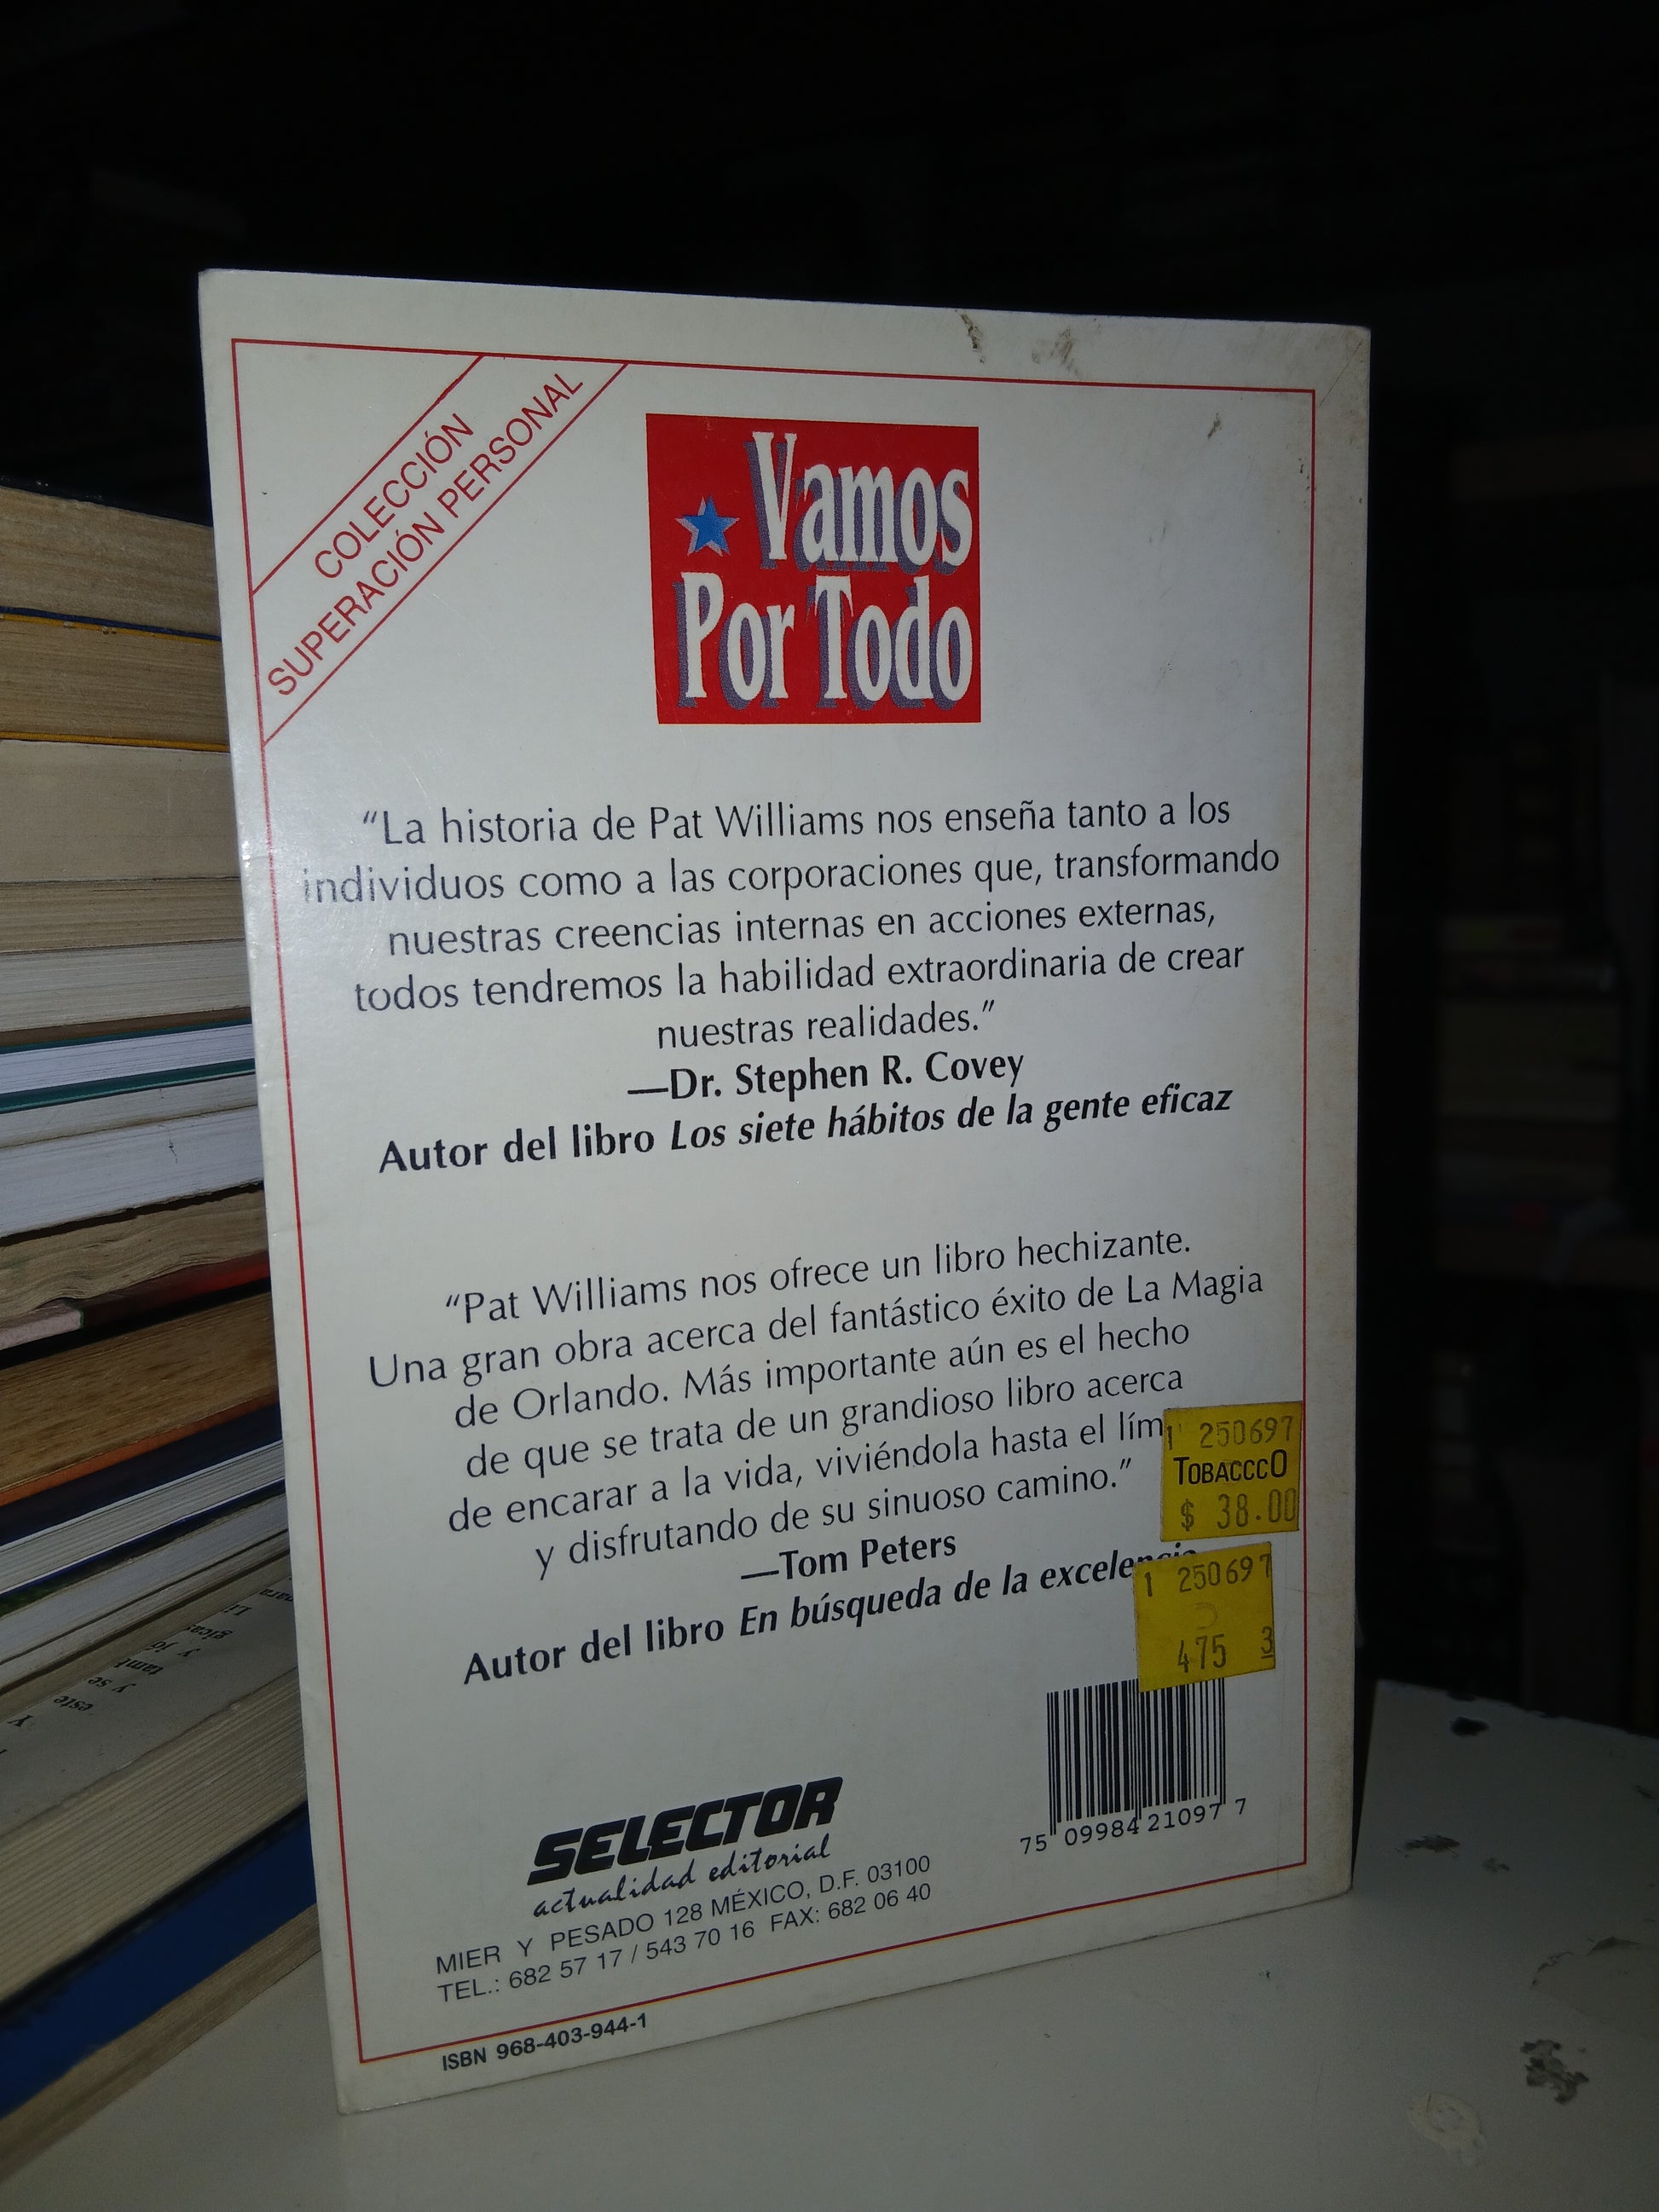 COLECCIÓN
SUPERACIÓN PERSONAL
Vamos
Por Todo
“La historia de Pat Williams nos enseña tanto a los
individuos como a las corporaciones que, transformando
nuestras creencias internas en acciones externas,
todos tendremos la habilidad extraordinaria de crear
nuestras realidades.”
—Dr. Stephen R. Covey
Autor del libro Los siete hábitos de la gente eficaz
“Pat Williams nos ofrece un libro hechizante.
Una gran obra acerca del fantástico éxito de La Magia
de Orlando. Más importante aún es el hecho
de que se trata de un grandioso libro acerca
de encarar a la vida, viviéndola hasta el lím
y disfrutando de su sinuoso camino.”
—Tom Peters
Autor del libro En búsqueda de la excelencia
1 250697
TOBACCCO
$ 38.00
1 250697
475 3
75 09984 21097 7
SELECTOR
actualidad editorial
MIER Y PESADO 128 MÉXICO, D.F. 03100
TEL.: 682 57 17 / 543 70 16 FAX: 682 06 40
ISBN 968-403-944-1